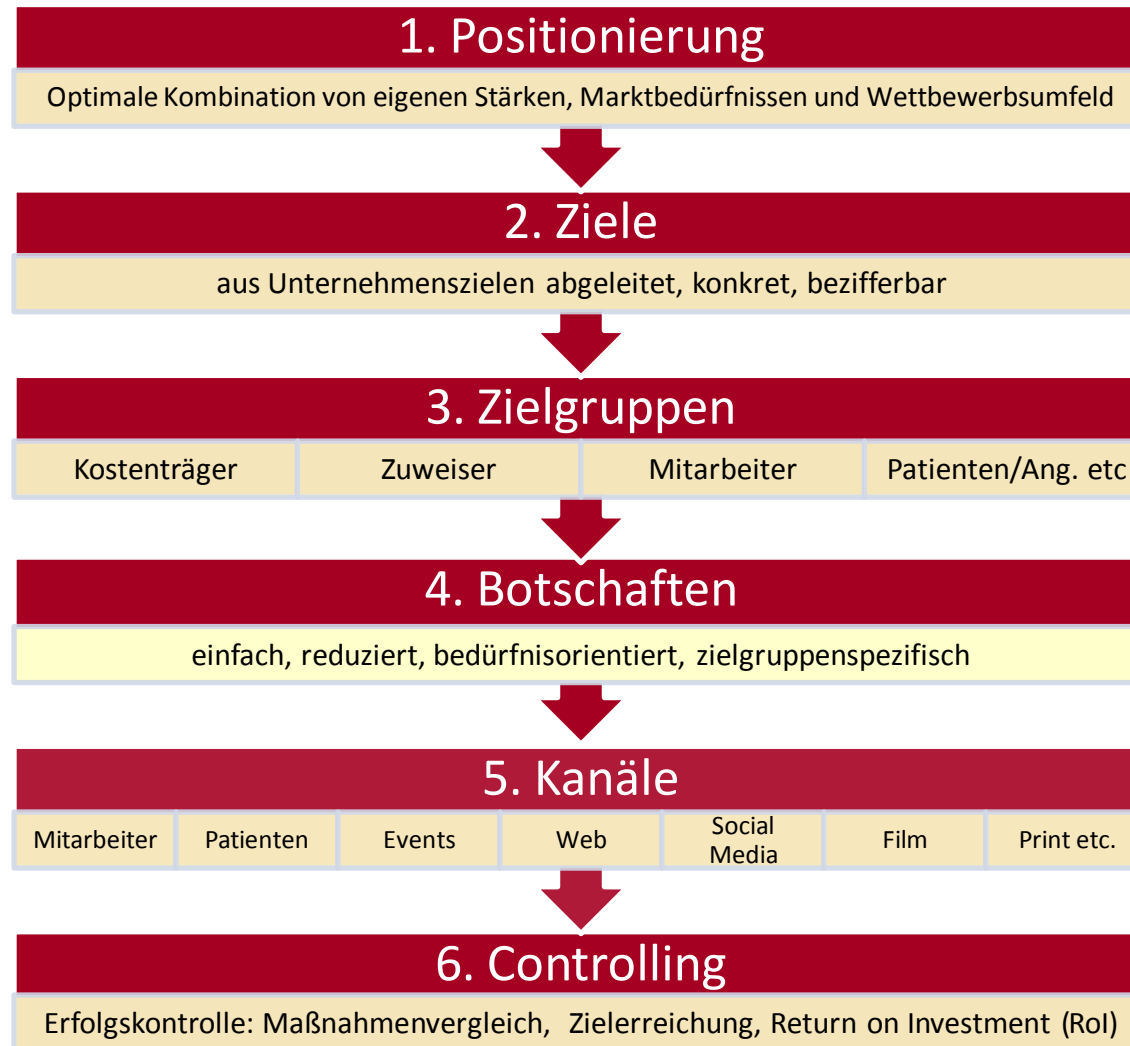 1. Positionierung
Optimale Kombination von eigenen Stärken, Marktbedürfnissen und Wettbewerbsumfeld
2. Ziele
aus Unternehmenszielen abgeleitet, konkret, bezifferbar
3. Zielgruppen
Kostenträger
Zuweiser
Mitarbeiter
Patienten/Ang. etc
4. Botschaften
einfach, reduziert, bedürfnisorientiert, zielgruppenspezifisch
5. Kanäle
Mitarbeiter
Patienten
Events
Web
Social
Media
Film
Print etc.
6. Controlling
Erfolgskontrolle: Maßnahmenvergleich, Zielerreichung, Return on Investment (RoI)